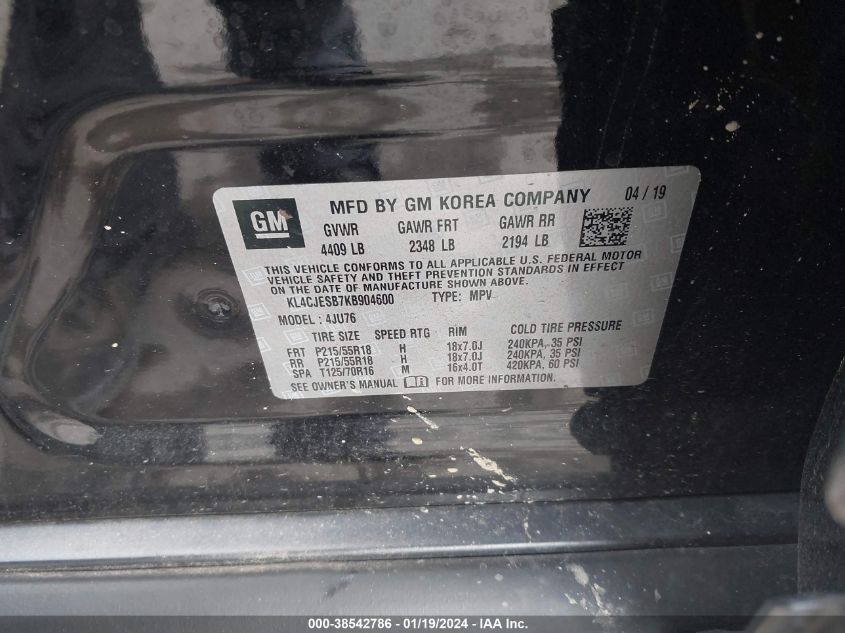 GM
MFD BY GM KOREA COMPANY 04 / 19
GVWR GAWR FRT GAWR RR
4409 LB 2348 LB 2194 LB
THIS VEHICLE CONFORMS TO ALL APPLICABLE U.S. FEDERAL MOTOR
VEHICLE SAFETY AND THEFT PREVENTION STANDARDS IN EFFECT
ON THE DATE OF MANUFACTURE SHOWN ABOVE.
KL4CJESB7KB904600 TYPE: MPV
MODEL : 4JU76
TIRE SIZE SPEED RTG RIM COLD TIRE PRESSURE
FRT P215/55R18 H 18x7.0J 240KPA, 35 PSI
RR P215/55R18 H 18x7.0J 240KPA, 35 PSI
SPA T125/70R16 M 16x4.0T 420KPA, 60 PSI
SEE OWNER'S MANUAL FOR MORE INFORMATION.
000-38542786 - 01/19/2024 - IAA Inc.